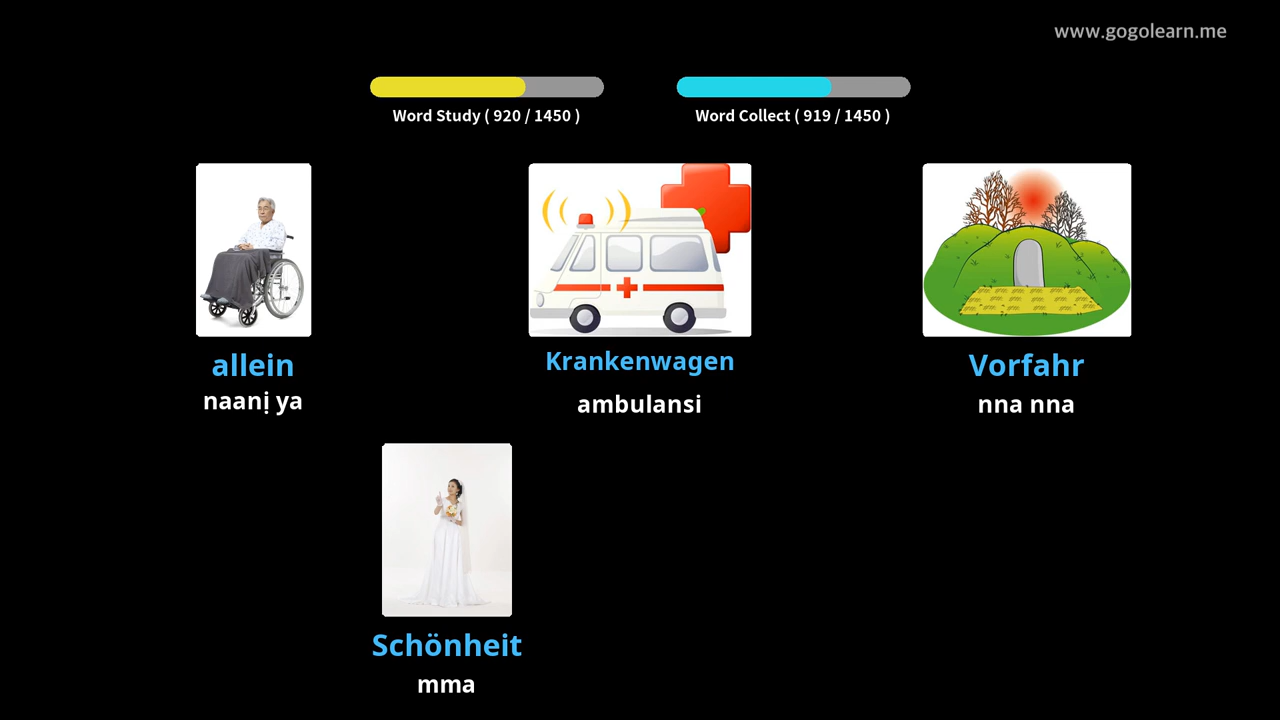 www.gogolearn.me
Word Study ( 920 / 1450 )
Word Collect ( 919 / 1450 )
allein
naanị ya
Krankenwagen
ambulansi
Vorfahr
nna nna
Schönheit
mma